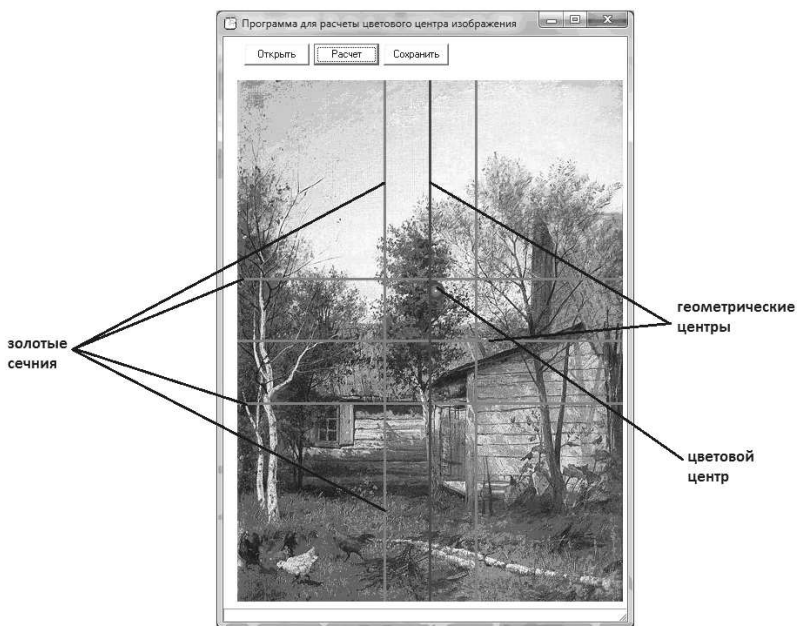 Программа для расчеты цветового центра изображения
Открыть
Расчет
Сохранить
геометрические
центры
золотые
сечния
цветовой
центр